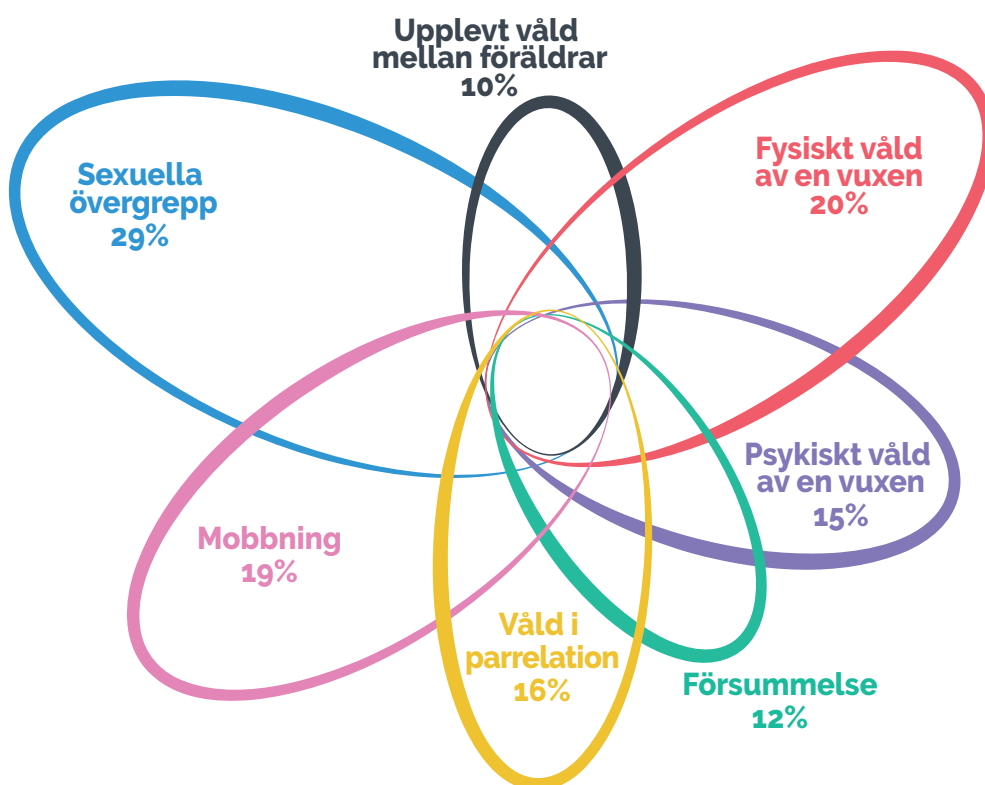 Upplevt våld
mellan föräldrar
10%
Sexuella
övergrepp
29%
Fysiskt våld
av en vuxen
20%
Psykiskt våld
av en vuxen
15%
Mobbning
19%
Våld i
parrelation
16%
Försummelse
12%